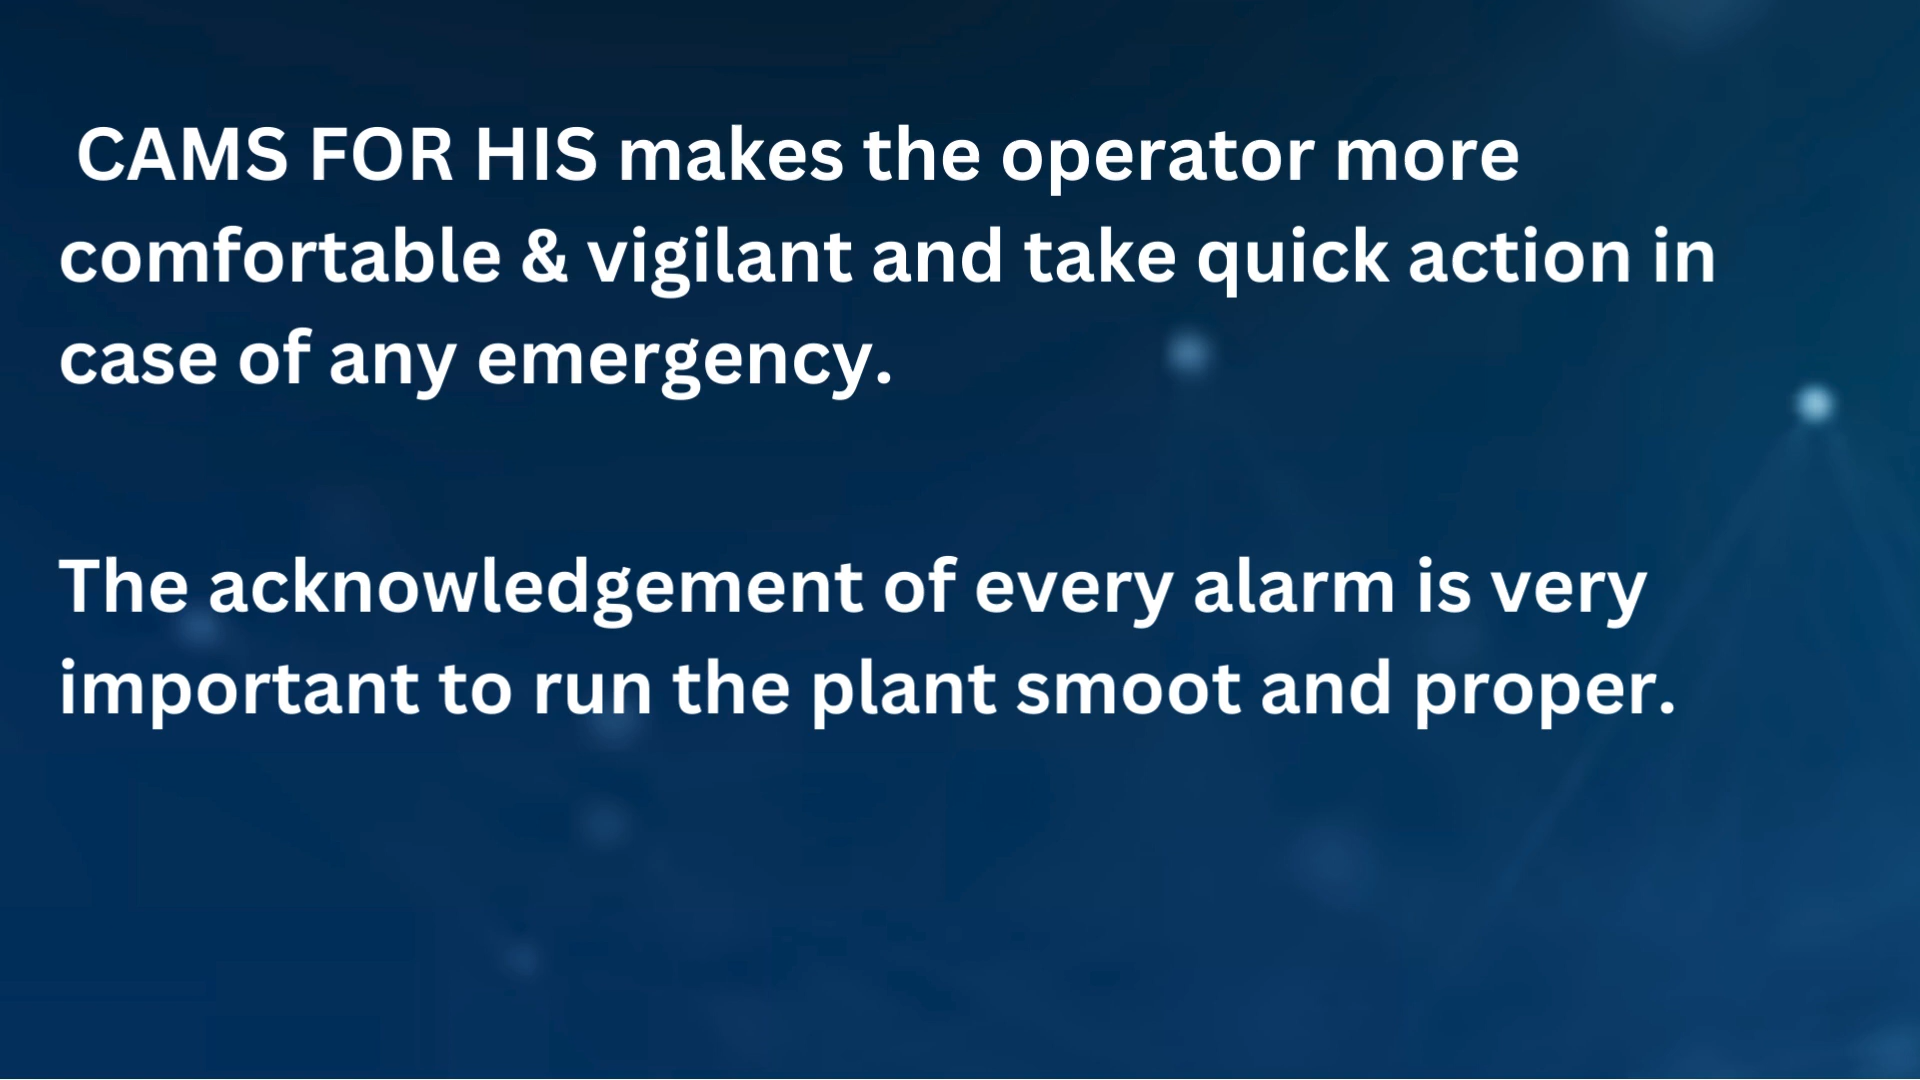 CAMS FOR HIS makes the operator more
comfortable & vigilant and take quick action in
case of any emergency.
The acknowledgement of every alarm is very
important to run the plant smoot and proper.